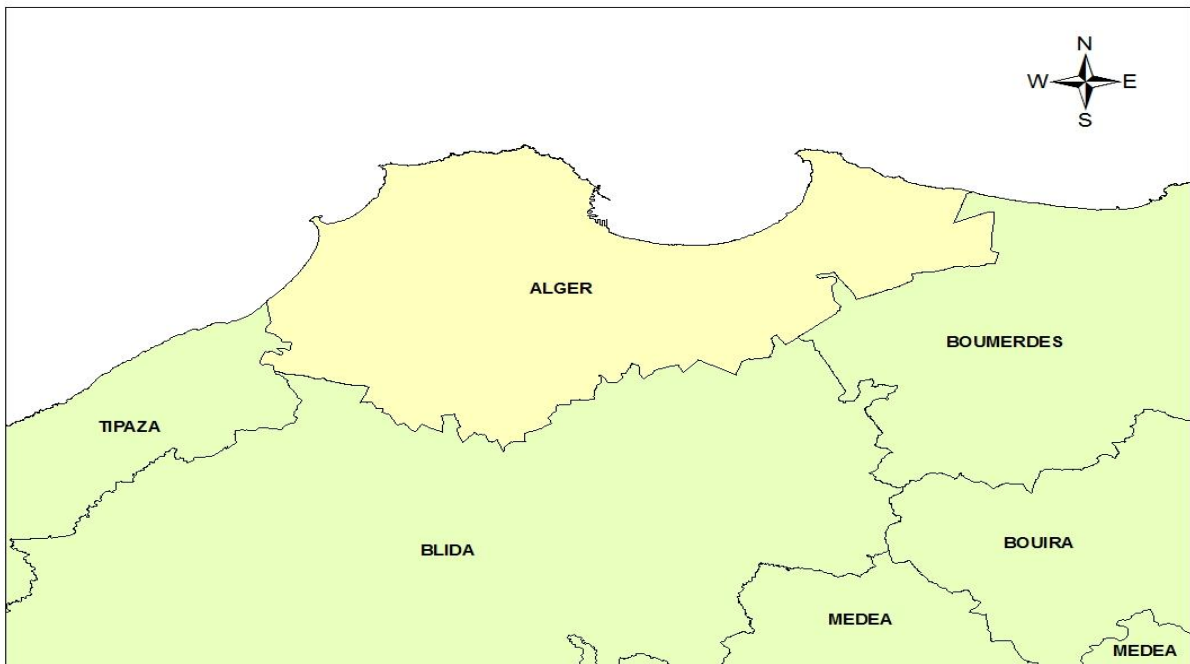 N
W E
S
ALGER
BOUMERDES
TIPAZA
BOUIRA
BLIDA
MEDEA
MEDEA